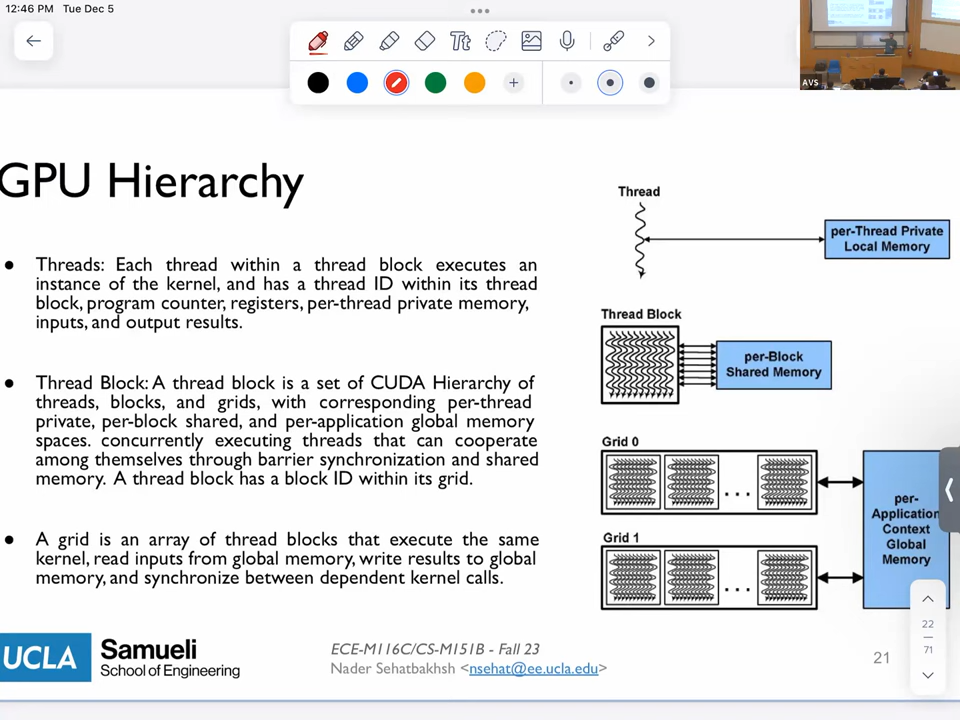 12:46 PM Tue Dec 5
Tt
AVS
GPU Hierarchy
● Threads: Each thread within a thread block executes an
instance of the kernel, and has a thread ID within its thread
block, program counter, registers, per-thread private memory,
inputs, and output results.
● Thread Block: A thread block is a set of CUDA Hierarchy of
threads, blocks, and grids, with corresponding per-thread
private, per-block shared, and per-application global memory
spaces. concurrently executing threads that can cooperate
among themselves through barrier synchronization and shared
memory. A thread block has a block ID within its grid.
● A grid is an array of thread blocks that execute the same
kernel, read inputs from global memory, write results to global
memory, and synchronize between dependent kernel calls.
Thread
per-Thread Private
Local Memory
Thread Block
per-Block
Shared Memory
Grid 0
...
Grid 1
...
per-
Application
Context
Global
Memory
UCLA
Samueli
School of Engineering
ECE-M116C/CS-M151B - Fall 23
Nader Sehatbakhsh <nsehat@ee.ucla.edu>
21
22
71